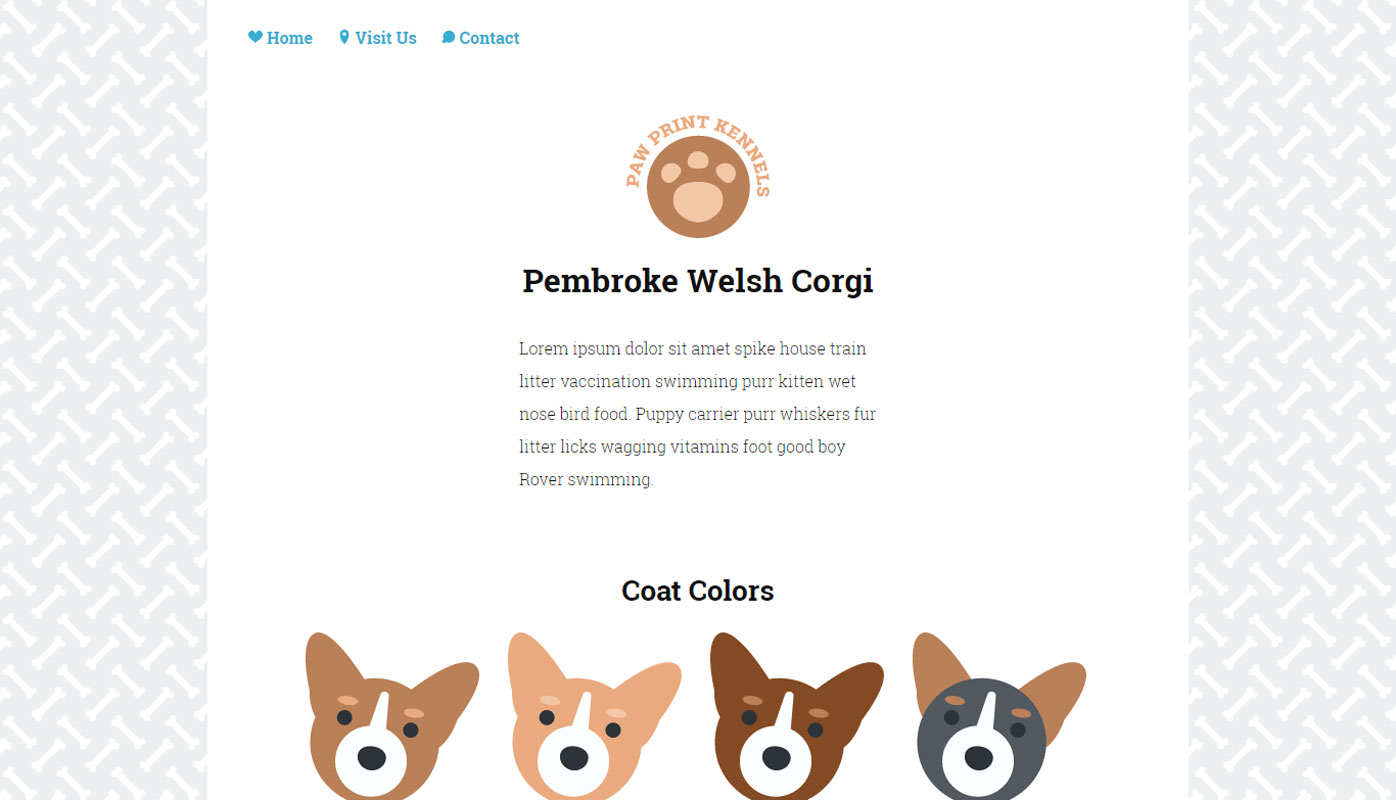 Home Visit Us Contact
PAW PRINT KENNELS
Pembroke Welsh Corgi
Lorem ipsum dolor sit amet spike house train
litter vaccination swimming purr kitten wet
nose bird food. Puppy carrier purr whiskers fur
litter licks wagging vitamins foot good boy
Rover swimming.
Coat Colors